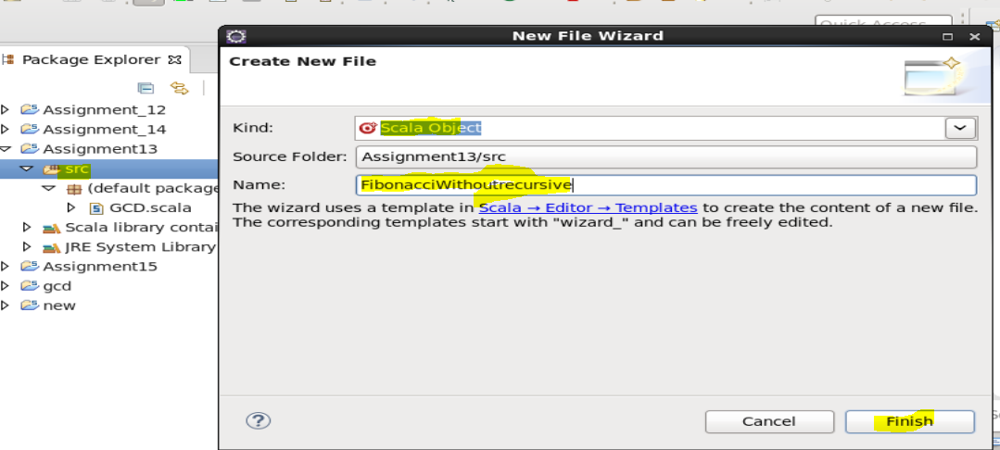 Quick Access
New File Wizard
Package Explorer
Create New File
Assignment_12
Assignment_14
Assignment13
src
(default package
GCD.scala
Scala library contai
JRE System Library
Assignment15
gcd
new
Kind:
Scala Object
Source Folder:
Assignment13/src
Name:
FibonacciWithoutrecursive
The wizard uses a template in Scala → Editor → Templates to create the content of a new file.
The corresponding templates start with "wizard_" and can be freely edited.
?
Cancel
Finish